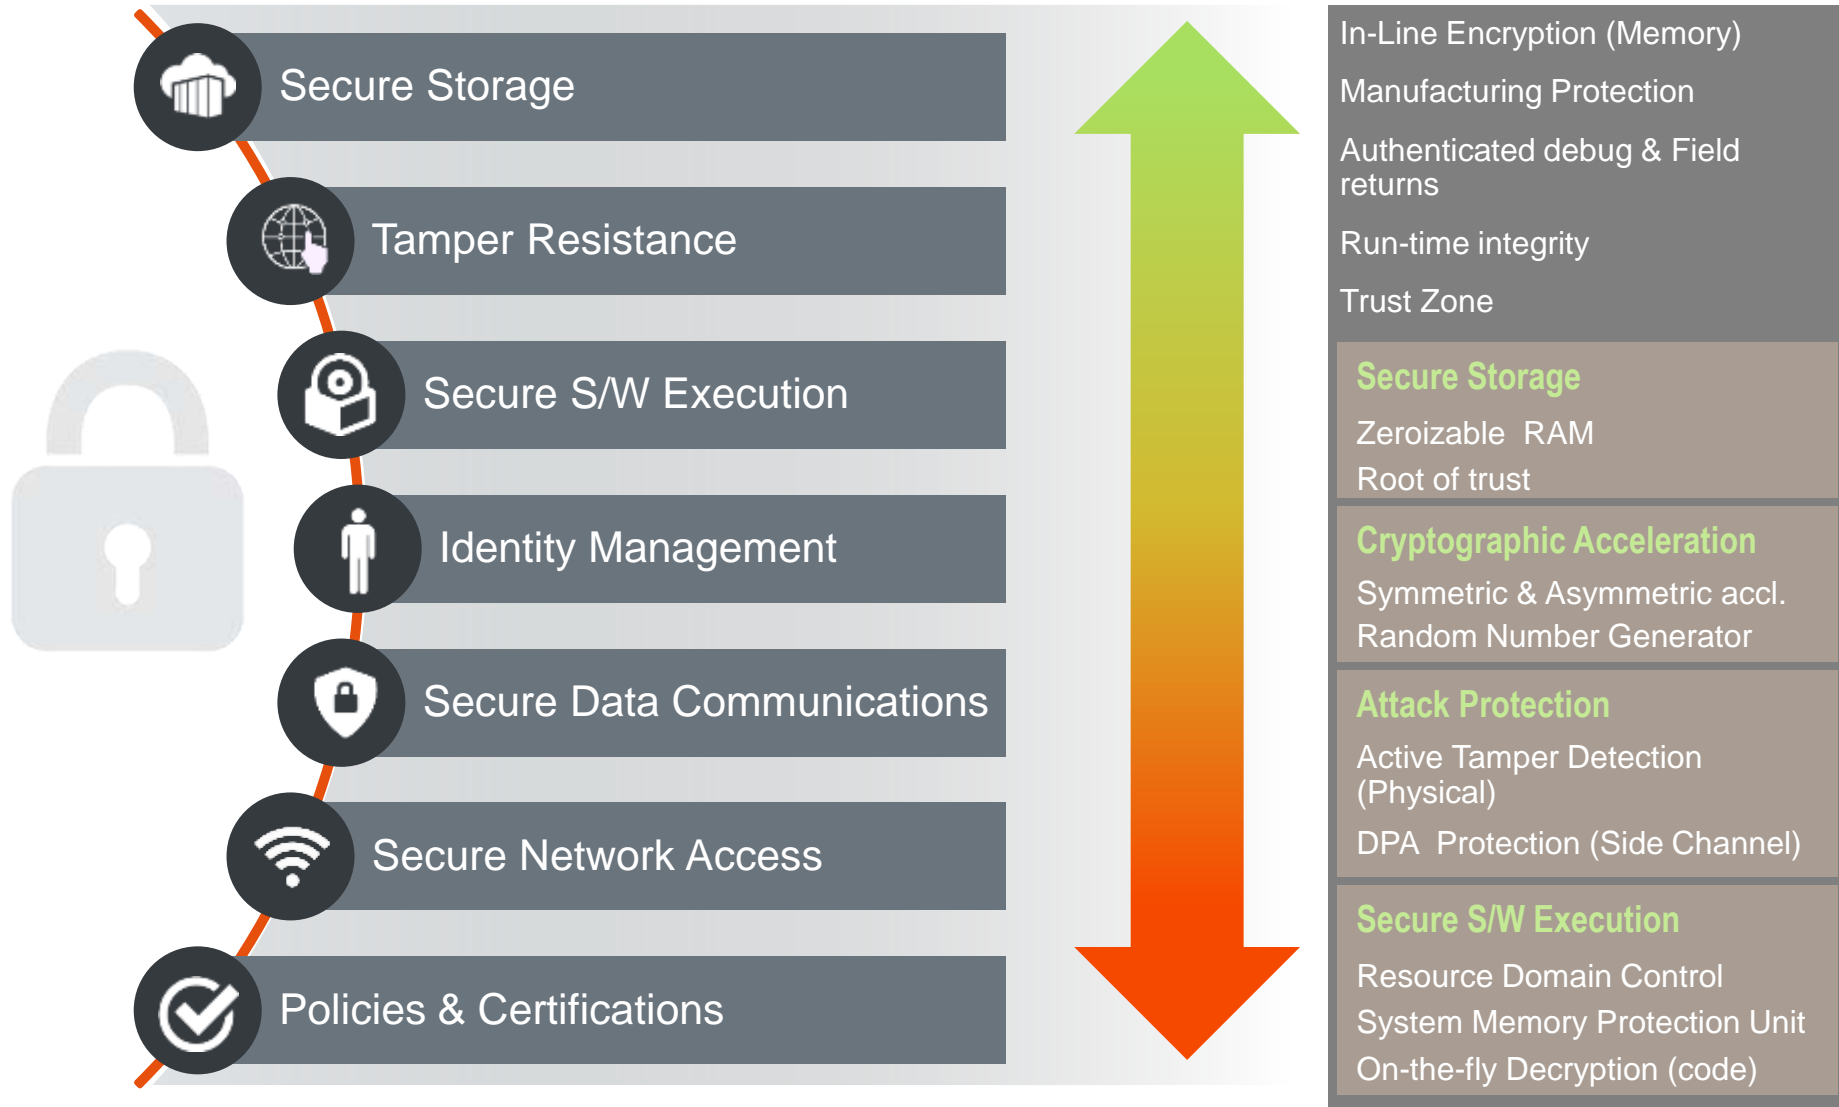 Secure Storage
Tamper Resistance
Secure S/W Execution
Identity Management
Secure Data Communications
Secure Network Access
Policies & Certifications
In-Line Encryption (Memory)
Manufacturing Protection
Authenticated debug & Field
returns
Run-time integrity
Trust Zone
Secure Storage
Zeroizable RAM
Root of trust
Cryptographic Acceleration
Symmetric & Asymmetric accl.
Random Number Generator
Attack Protection
Active Tamper Detection
(Physical)
DPA Protection (Side Channel)
Secure S/W Execution
Resource Domain Control
System Memory Protection Unit
On-the-fly Decryption (code)